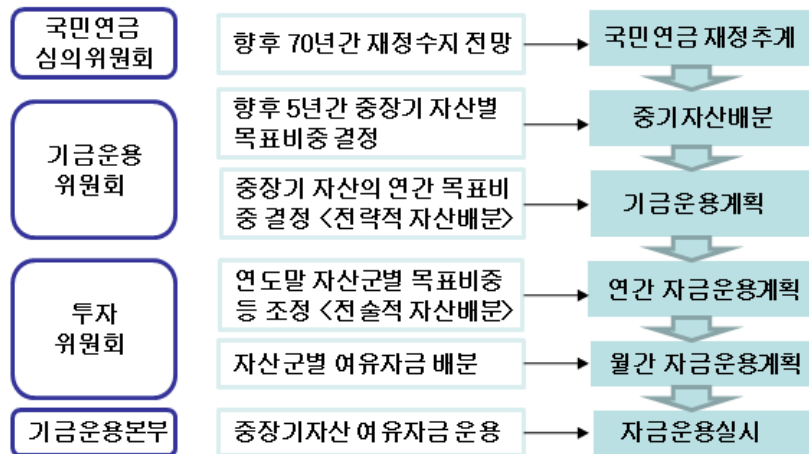 국민연금
심의위원회
향후 70년간 재정수지 전망
국민연금 재정추계
기금운용
위원회
향후 5년간 중장기 자산별
목표비중 결정
중기자산배분
중장기 자산의 연간 목표비
중 결정 <전략적 자산배분>
기금운용계획
투자
위원회
연도말 자산군별 목표비중
등 조정 <전술적 자산배분>
연간 자금운용계획
자산군별 여유자금 배분
월간 자금운용계획
기금운용본부
중장기자산 여유자금 운용
자금운용실시